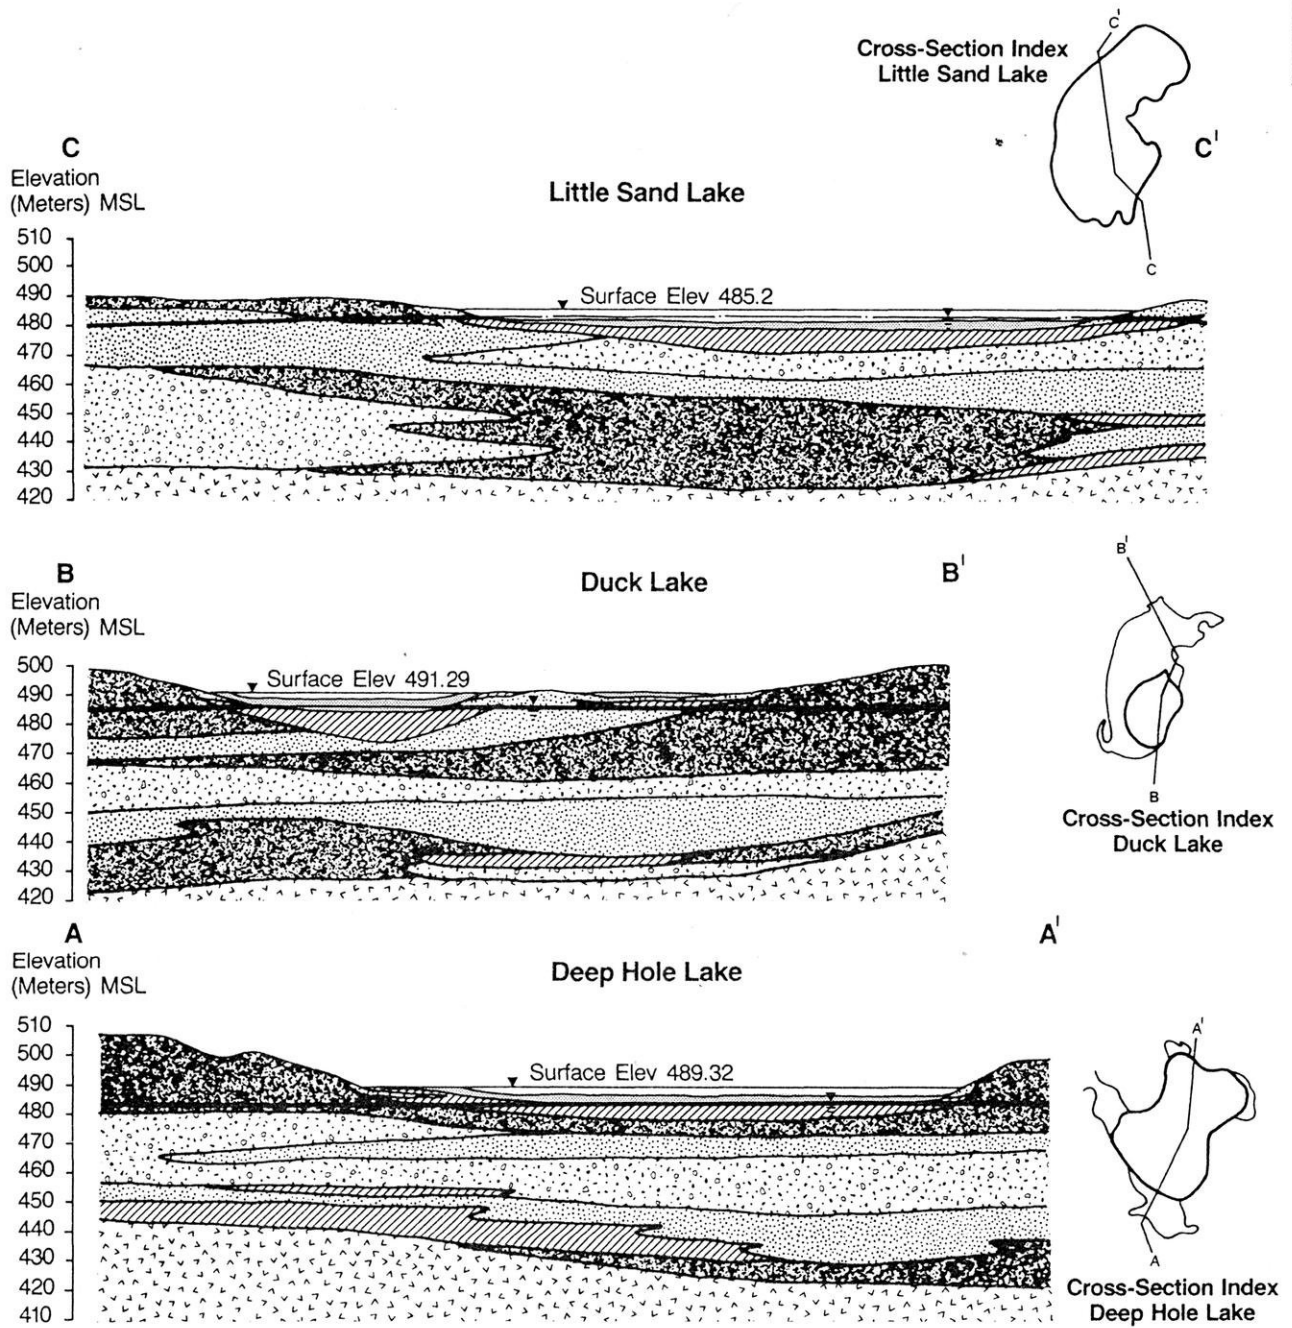 C'
Cross-Section Index
Little Sand Lake
C
C'
Elevation
(Meters) MSL
Little Sand Lake
C
510
500
490
480
470
460
450
440
430
420
Surface Elev 485.2
B
Duck Lake
B'
B'
Elevation
(Meters) MSL
500
490
480
470
460
450
440
430
420
Surface Elev 491.29
B
Cross-Section Index
Duck Lake
A
A'
Elevation
(Meters) MSL
Deep Hole Lake
510
500
490
480
470
460
450
440
430
420
410
Surface Elev 489.32
A'
A
Cross-Section Index
Deep Hole Lake